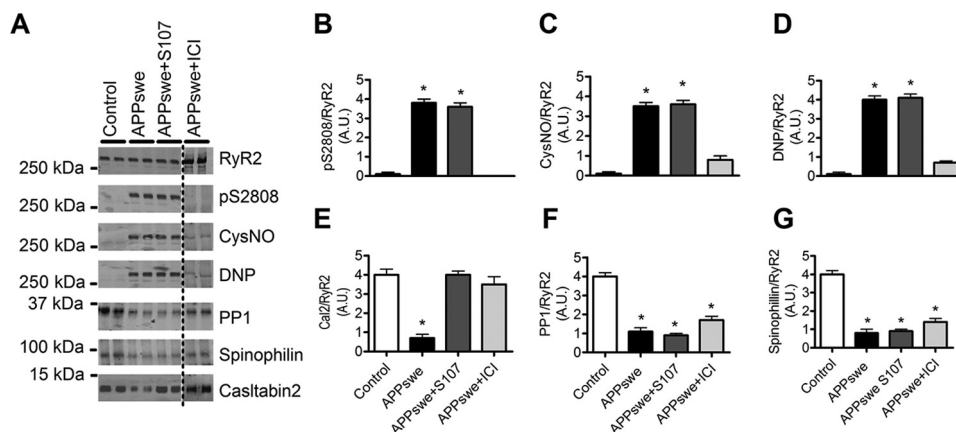 A
Control
APPswe
APPswe+S107
APPswe+ICI
250 kDa
RyR2
250 kDa
pS2808
250 kDa
CysNO
250 kDa
DNP
37 kDa
PP1
100 kDa
Spinophilin
15 kDa
Casltabin2
B
pS2808/RyR2
(A.U.)
5
4
3
2
1
0
*
*
C
CysNO/RyR2
(A.U.)
5
4
3
2
1
0
*
*
D
DNP/RyR2
(A.U.)
5
4
3
2
1
0
*
*
E
Cal2/RyR2
(A.U.)
5
4
3
2
1
0
*
Control
APPswe
APPswe+S107
APPswe+ICI
F
PP1/RyR2
(A.U.)
5
4
3
2
1
0
*
*
*
Control
APPswe
APPswe+S107
APPswe+ICI
G
Spinophillin/RyR2
(A.U.)
5
4
3
2
1
0
*
*
*
Control
APPswe
APPswe S107
APPswe+ICI